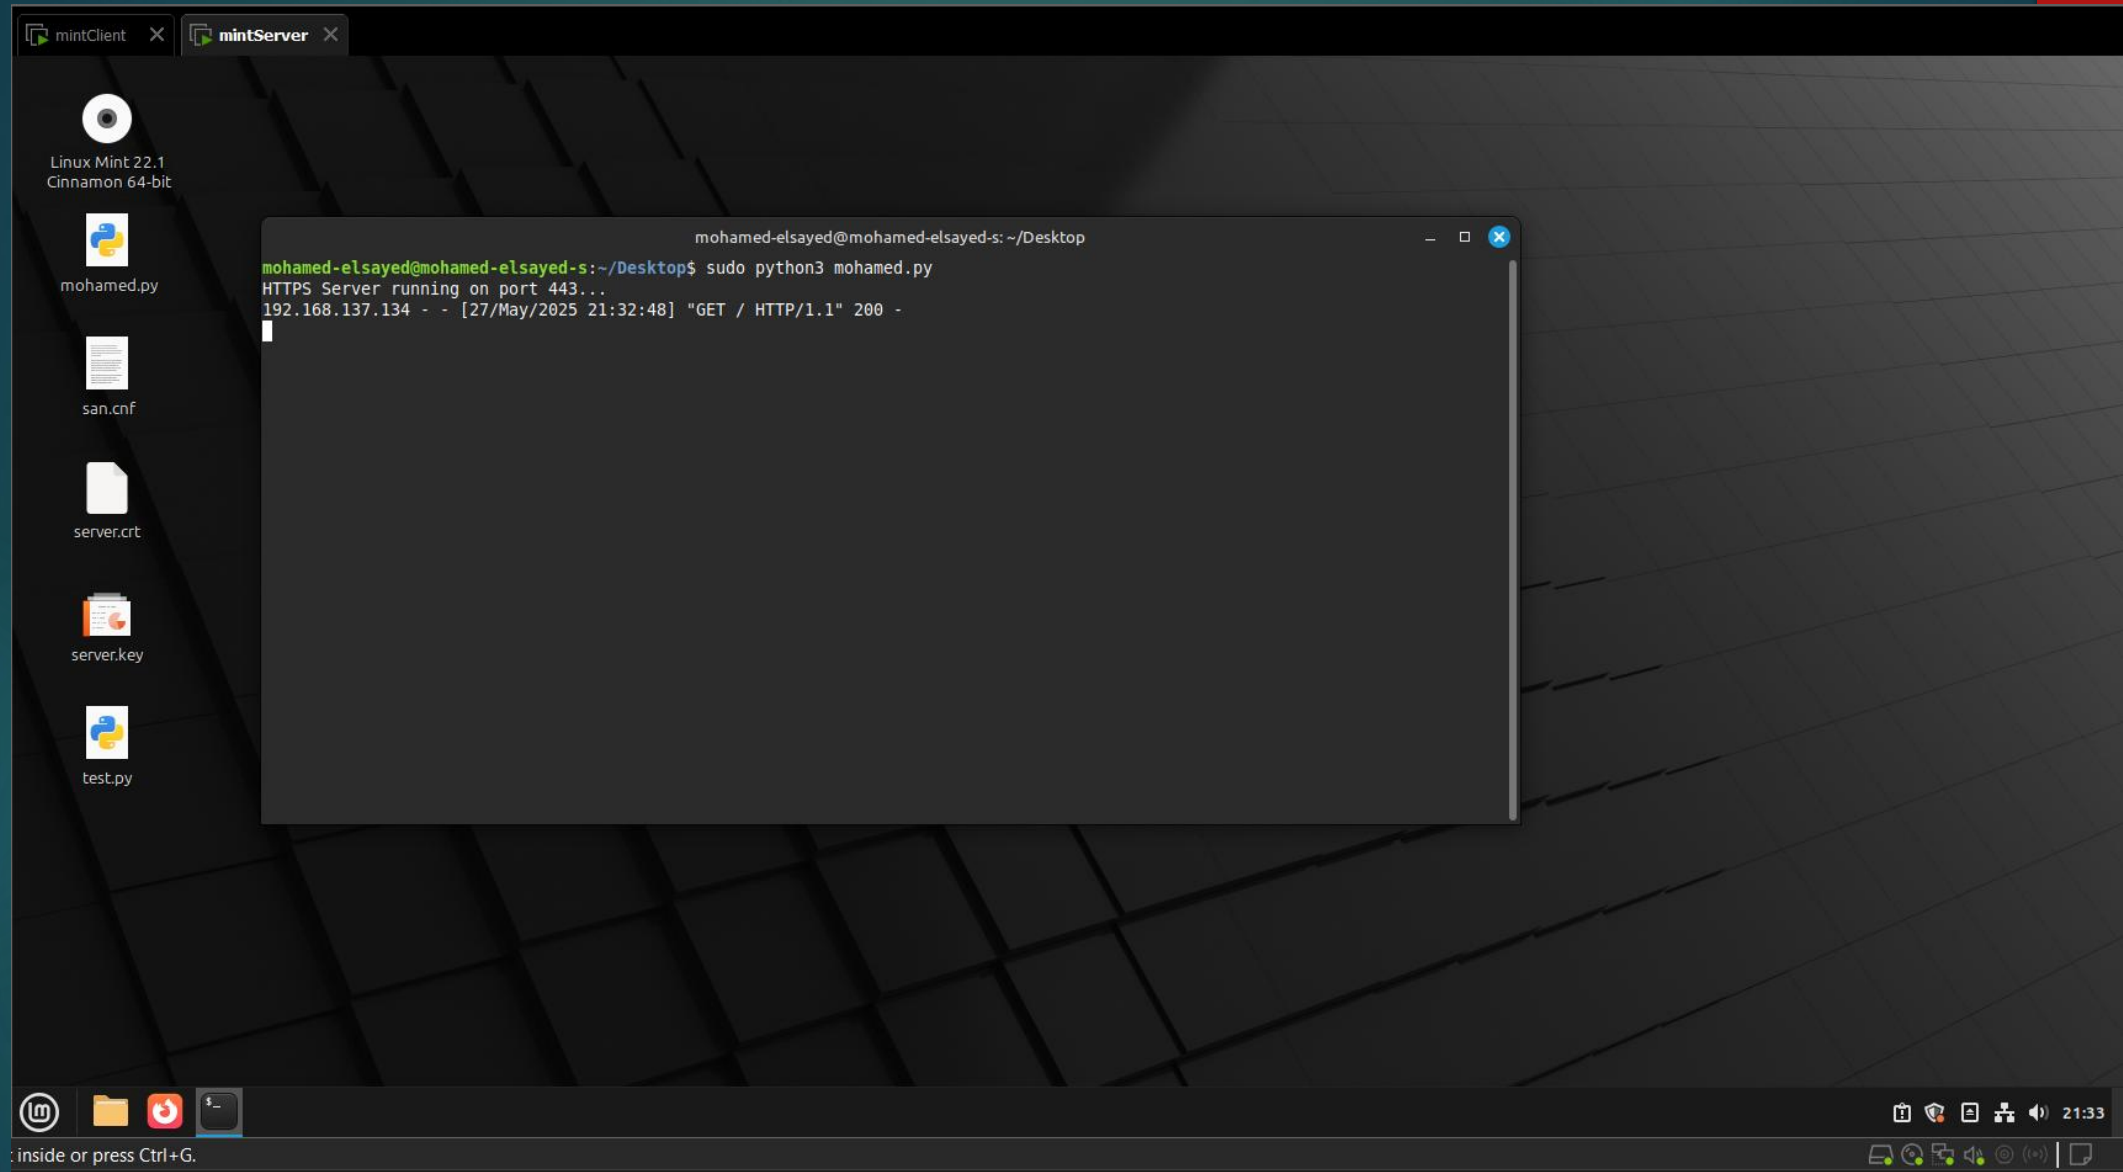 mintClient
mintServer
Linux Mint 22.1
Cinnamon 64-bit
mohamed.py
san.cnf
server.crt
server.key
test.py
mohamed-elsayed@mohamed-elsayed-s: ~/Desktop
mohamed-elsayed@mohamed-elsayed-s:~/Desktop$ sudo python3 mohamed.py
HTTPS Server running on port 443...
192.168.137.134 - - [27/May/2025 21:32:48] "GET / HTTP/1.1" 200 -
21:33
inside or press Ctrl+G.